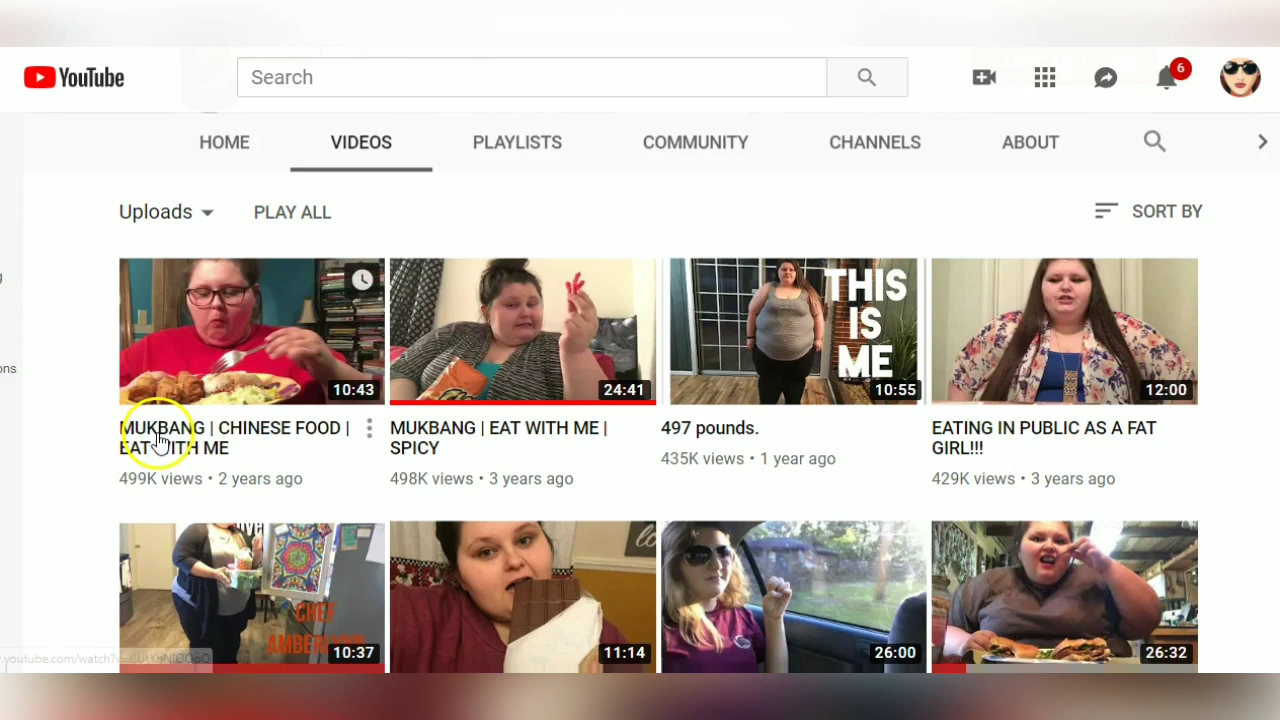 YouTube
Search
6
HOME VIDEOS PLAYLISTS COMMUNITY CHANNELS ABOUT
Uploads PLAY ALL SORT BY
THIS
IS
ME
10:43 24:41 10:55 12:00
MUKBANG | CHINESE FOOD | EAT WITH ME
499K views • 2 years ago
MUKBANG | EAT WITH ME | SPICY
498K views • 3 years ago
497 pounds.
435K views • 1 year ago
EATING IN PUBLIC AS A FAT GIRL!!!
429K views • 3 years ago
ons
CHEF
10:37 11:14 26:00 26:32